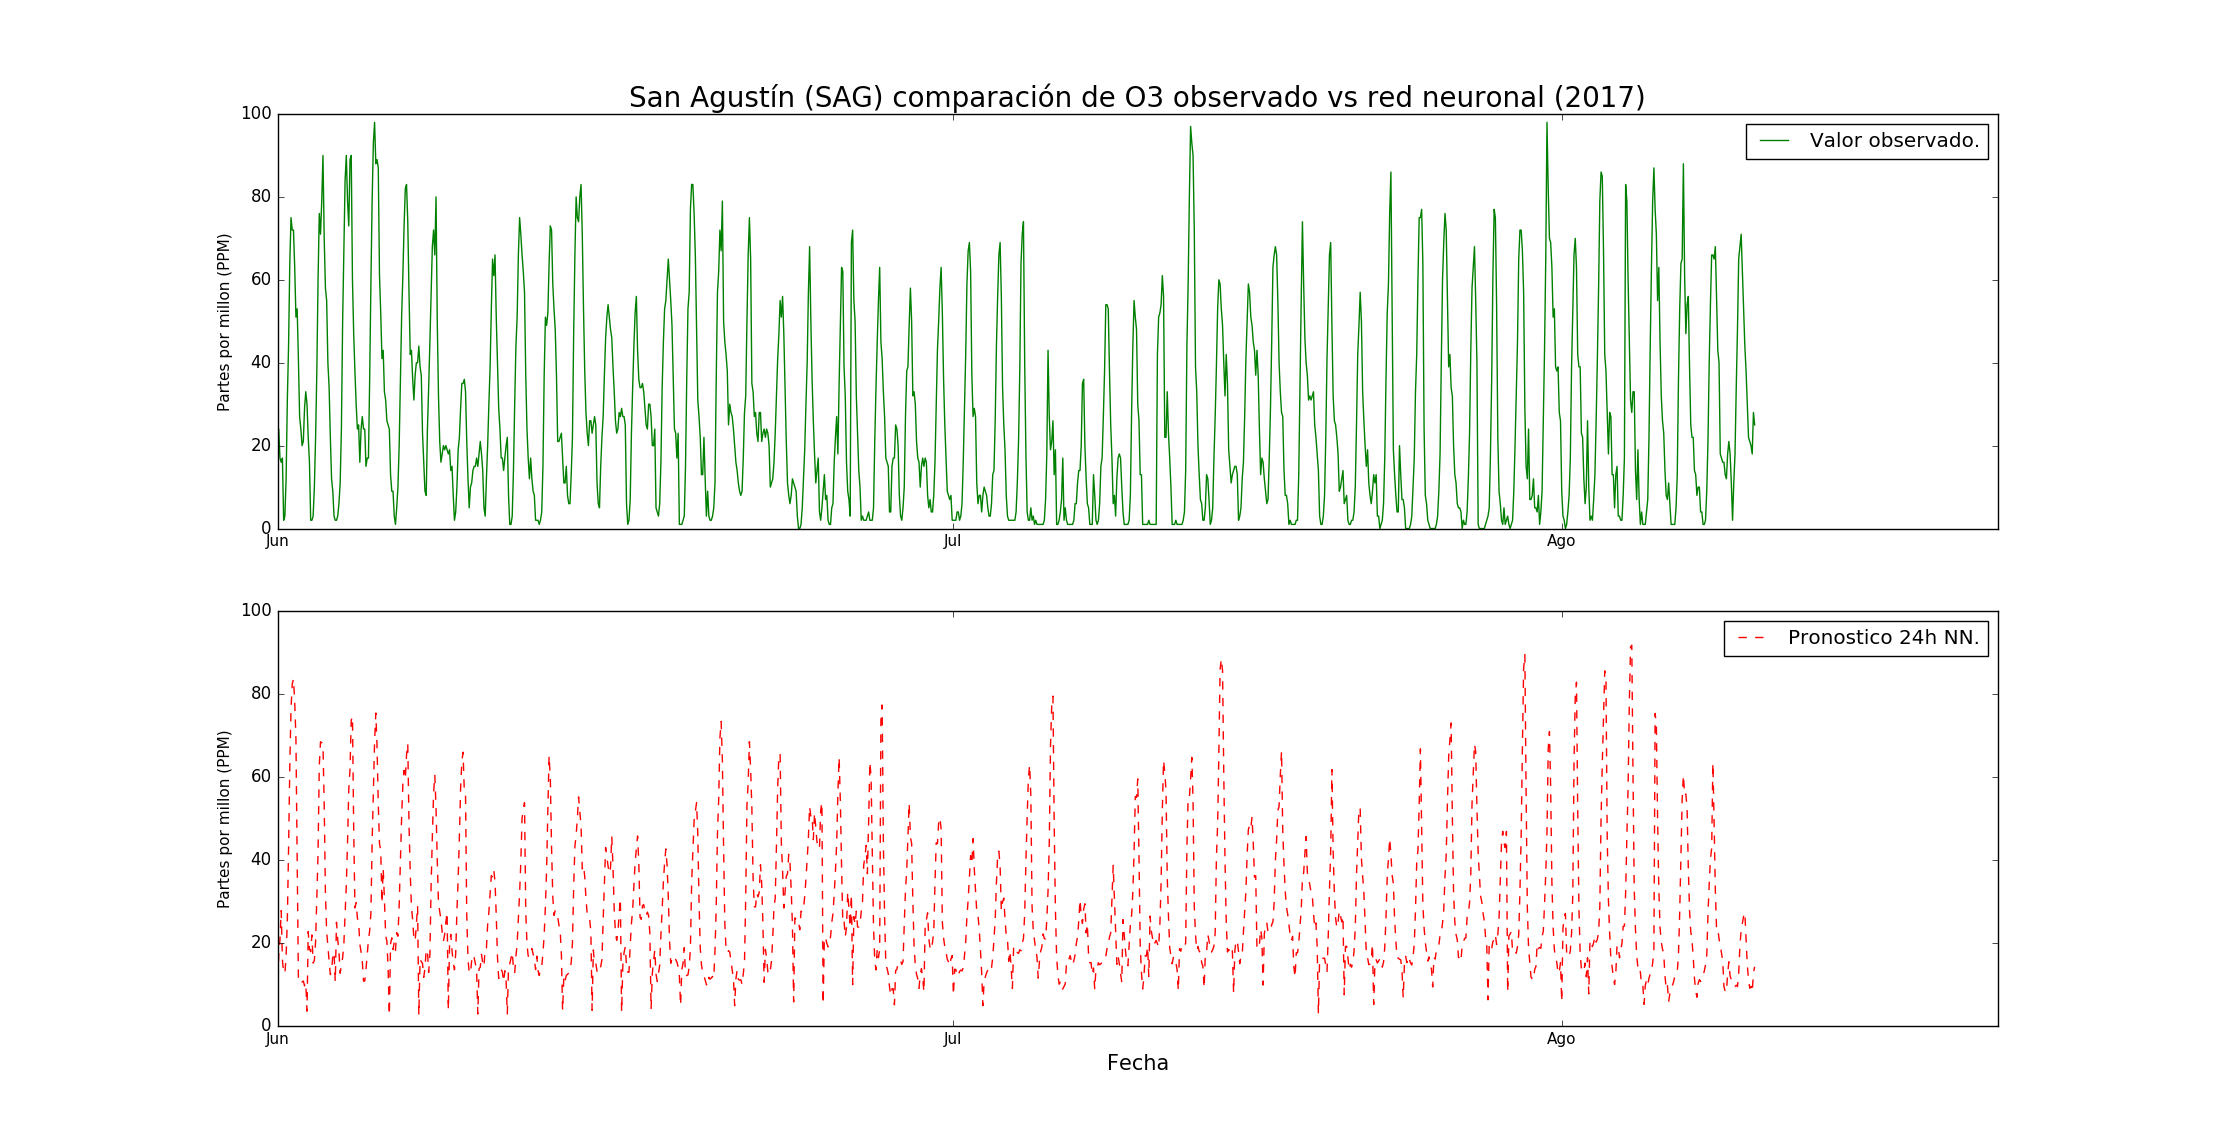 San Agustín (SAG) comparación de O3 observado vs red neuronal (2017)
100
80
60
40
20
0
Partes por millon (PPM)
Valor observado.
Jun
Jul
Ago
100
80
60
40
20
0
Partes por millon (PPM)
Pronostico 24h NN.
Jun
Jul
Ago
Fecha